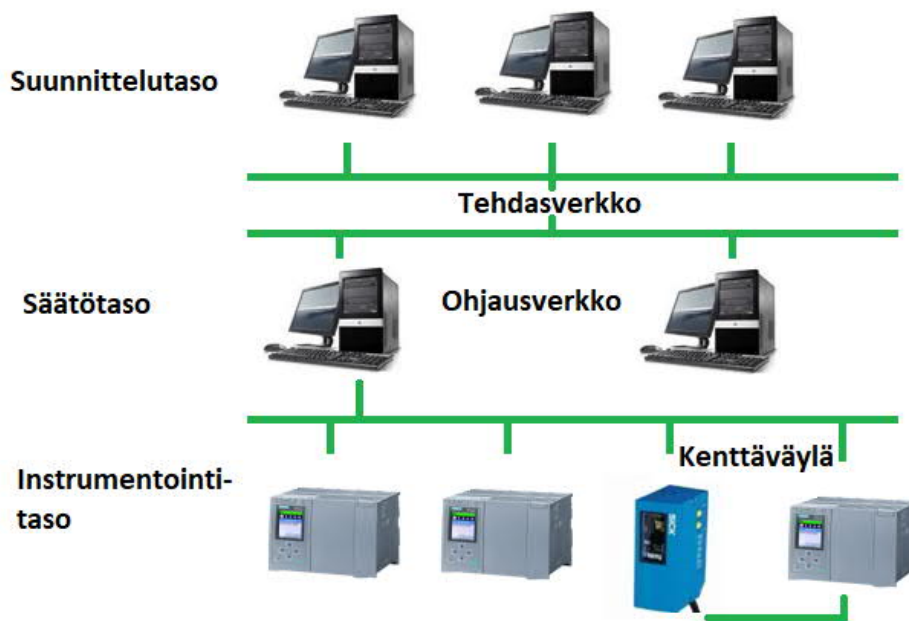 Suunnittelutaso
Tehdasverkko
Säätötaso
Ohjausverkko
Kenttäväylä
Instrumentointi-
taso